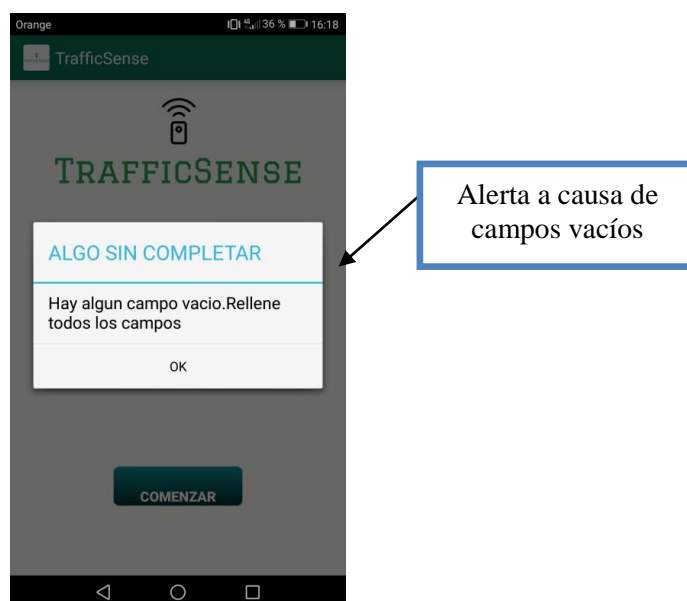 Orange 36 % 16:18
TrafficSense
TRAFFICSENSE
ALGO SIN COMPLETAR
Hay algun campo vacio.Rellene
todos los campos
OK
COMENZAR
Alerta a causa de
campos vacíos